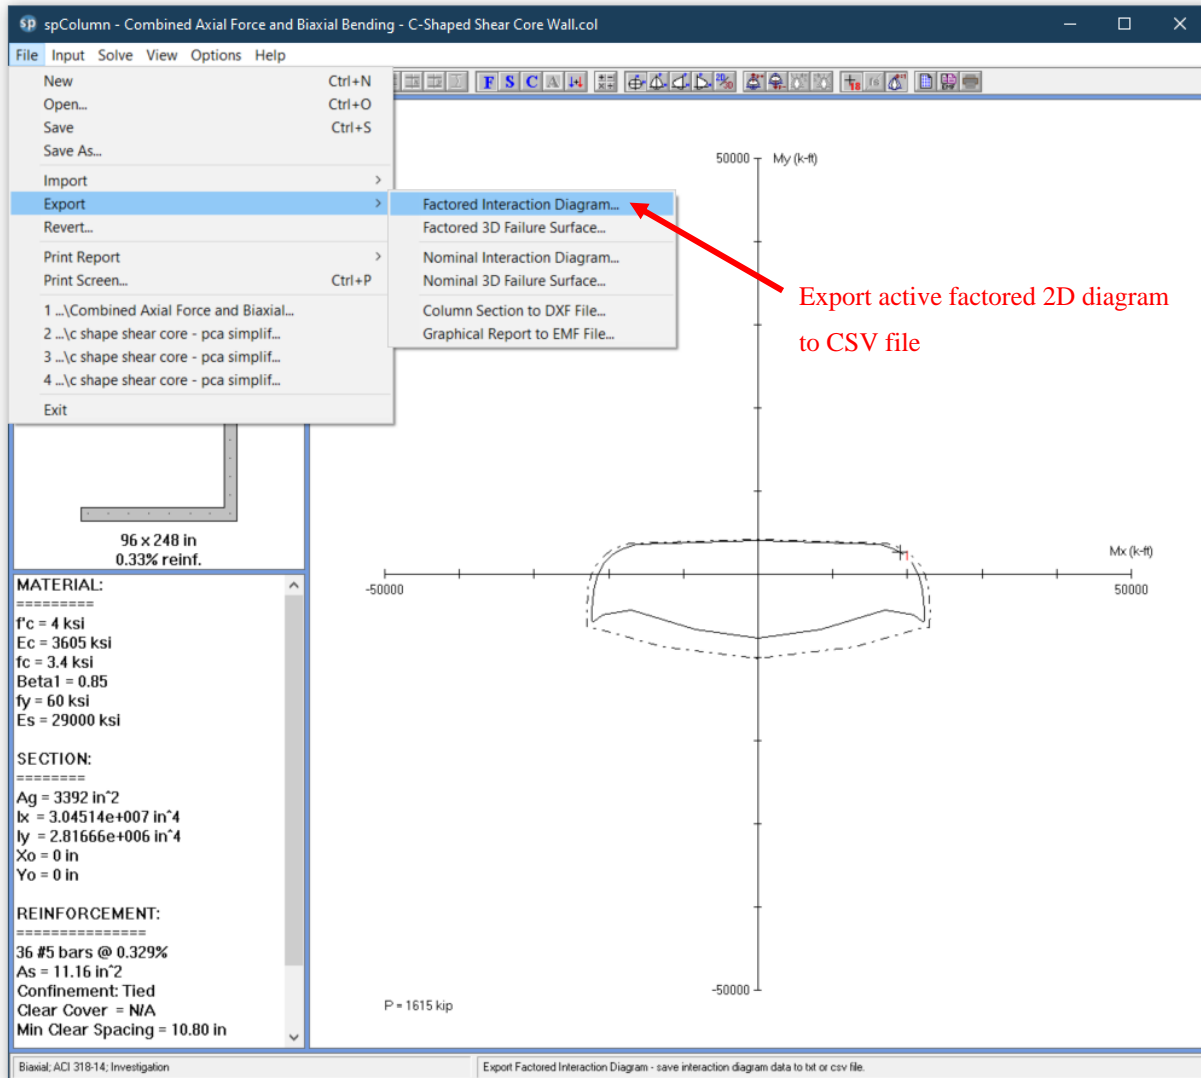 spColumn - Combined Axial Force and Biaxial Bending - C-Shaped Shear Core Wall.col
File Input Solve View Options Help
New Ctrl+N
Open... Ctrl+O
Save Ctrl+S
Save As...
Import
Export
Revert...
Print Report
Print Screen... Ctrl+P
1 ...\Combined Axial Force and Biaxial...
2 ...\c shape shear core - pca simplif...
3 ...\c shape shear core - pca simplif...
4 ...\c shape shear core - pca simplif...
Exit
Factored Interaction Diagram...
Factored 3D Failure Surface...
Nominal Interaction Diagram...
Nominal 3D Failure Surface...
Column Section to DXF File...
Graphical Report to EMF File...
Export active factored 2D diagram
to CSV file
50000 My (k-ft)
Mx (k-ft)
-50000 50000
1
-50000
P = 1615 kip
96 x 248 in
0.33% reinf.
MATERIAL:
=========
f'c = 4 ksi
Ec = 3605 ksi
fc = 3.4 ksi
Beta1 = 0.85
fy = 60 ksi
Es = 29000 ksi
SECTION:
========
Ag = 3392 in^2
Ix = 3.04514e+007 in^4
Iy = 2.81666e+006 in^4
Xo = 0 in
Yo = 0 in
REINFORCEMENT:
===============
36 #5 bars @ 0.329%
As = 11.16 in^2
Confinement: Tied
Clear Cover = N/A
Min Clear Spacing = 10.80 in
Biaxial; ACI 318-14; Investigation
Export Factored Interaction Diagram - save interaction diagram data to txt or csv file.